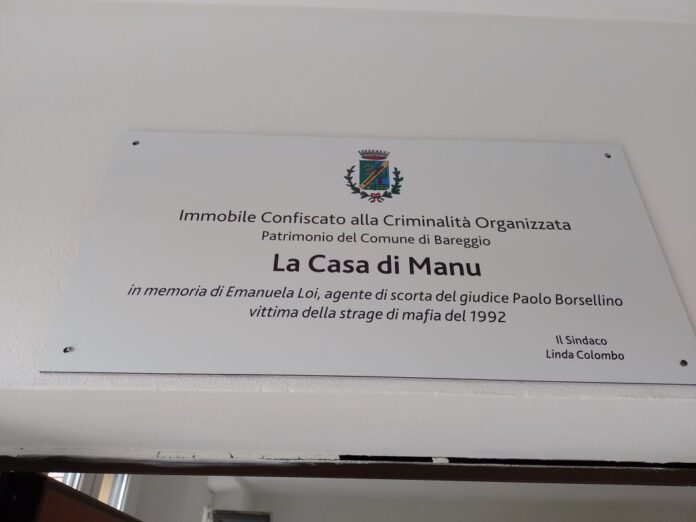 Immobile Confiscato alla Criminalità Organizzata
Patrimonio del Comune di Bareggio
La Casa di Manu
in memoria di Emanuela Loi, agente di scorta del giudice Paolo Borsellino
vittima della strage di mafia del 1992
Il Sindaco
Linda Colombo